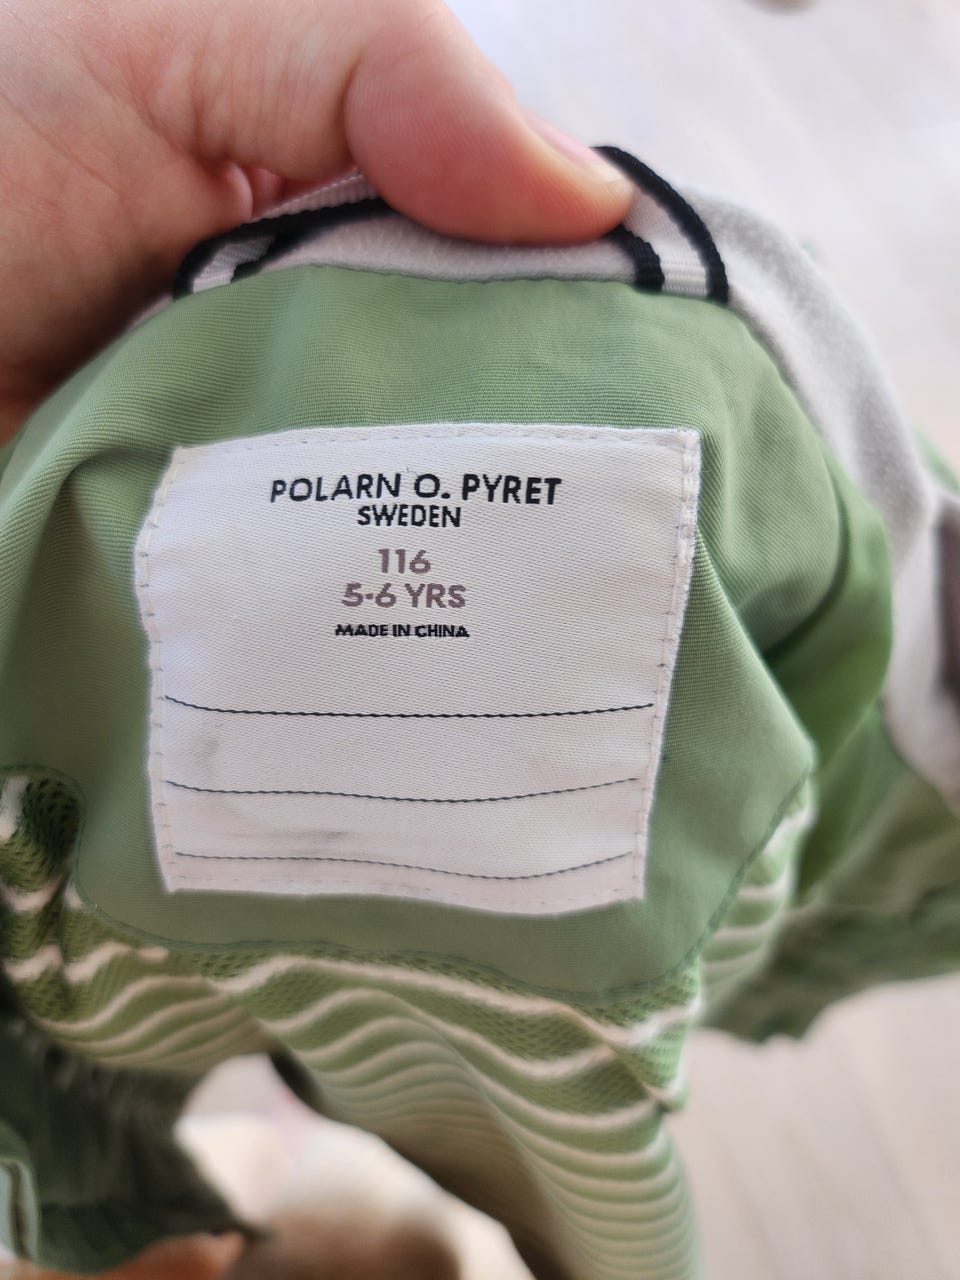 POLARN O. PYRET
SWEDEN
116
5-6 YRS
MADE IN CHINA